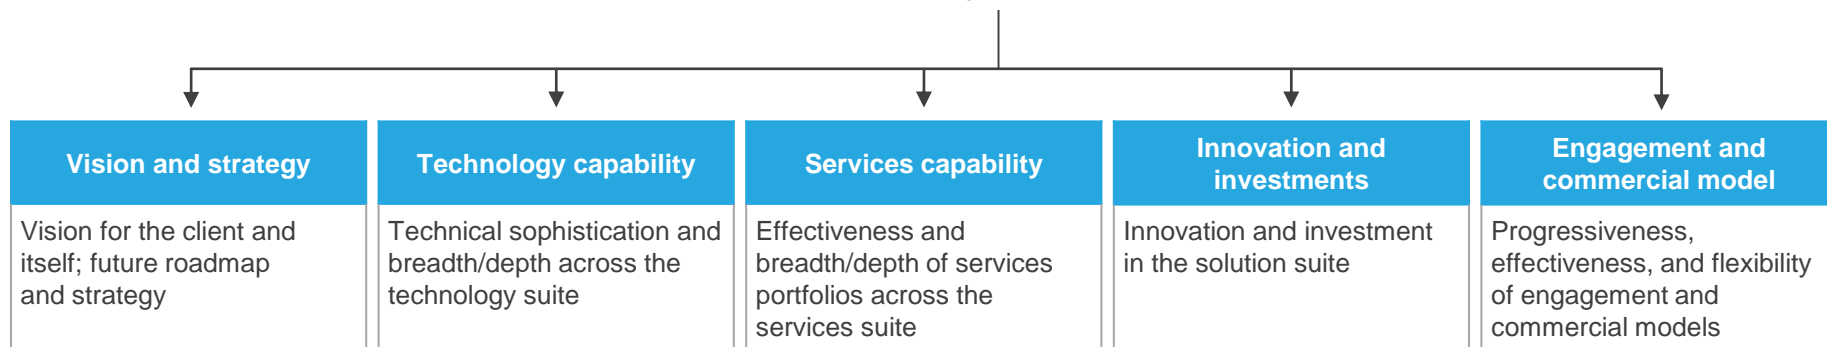 Vision and strategy
Vision for the client and
itself; future roadmap
and strategy
Technology capability
Technical sophistication and
breadth/depth across the
technology suite
Services capability
Effectiveness and
breadth/depth of services
portfolios across the
services suite
Innovation and
investments
Innovation and investment
in the solution suite
Engagement and
commercial model
Progressiveness,
effectiveness, and flexibility
of engagement and
commercial models